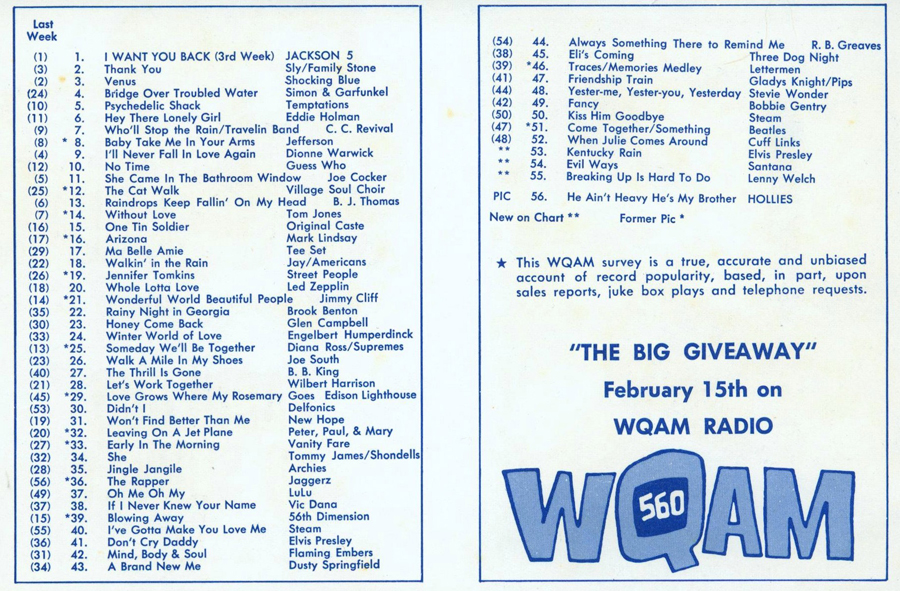 Last
Week
(1) 1. I WANT YOU BACK (3rd Week) JACKSON 5
(3) 2. Thank You Sly/Family Stone
(2) 3. Venus Shocking Blue
(24) 4. Bridge Over Troubled Water Simon & Garfunkel
(10) 5. Psychedelic Shack Temptations
(11) 6. Hey There Lonely Girl Eddie Holman
(9) 7. Who'll Stop the Rain/Travelin Band C. C. Revival
(8) * 8. Baby Take Me In Your Arms Jefferson
(4) 9. I'll Never Fall In Love Again Dionne Warwick
(12) 10. No Time Guess Who
(5) 11. She Came In The Bathroom Window Joe Cocker
(25) *12. The Cat Walk Village Soul Choir
(6) 13. Raindrops Keep Fallin' On My Head B. J. Thomas
(7) *14. Without Love Tom Jones
(16) 15. One Tin Soldier Original Caste
(17) *16. Arizona Mark Lindsay
(29) 17. Ma Belle Amie Tee Set
(22) 18. Walkin' in the Rain Jay/Americans
(26) *19. Jennifer Tomkins Street People
(18) 20. Whole Lotta Love Led Zepplin
(14) *21. Wonderful World Beautiful People Jimmy Cliff
(35) 22. Rainy Night in Georgia Brook Benton
(30) 23. Honey Come Back Glen Campbell
(33) 24. Winter World of Love Engelbert Humperdinck
(13) *25. Someday We'll Be Together Diana Ross/Supremes
(23) 26. Walk A Mile In My Shoes Joe South
(40) 27. The Thrill Is Gone B. B. King
(21) 28. Let's Work Together Wilbert Harrison
(45) *29. Love Grows Where My Rosemary Goes Edison Lighthouse
(53) 30. Didn't I Delfonics
(19) 31. Won't Find Better Than Me New Hope
(20) *32. Leaving On A Jet Plane Peter, Paul, & Mary
(27) *33. Early In The Morning Vanity Fare
(32) 34. She Tommy James/Shondells
(28) 35. Jingle Jangile Archies
(56) *36. The Rapper Jaggerz
(49) 37. Oh Me Oh My LuLu
(37) 38. If I Never Knew Your Name Vic Dana
(15) *39. Blowing Away 56th Dimension
(55) 40. I've Gotta Make You Love Me Steam
(36) 41. Don't Cry Daddy Elvis Presley
(31) 42. Mind, Body & Soul Flaming Embers
(34) 43. A Brand New Me Dusty Springfield
(54) 44. Always Something There to Remind Me R. B. Greaves
(38) 45. Eli's Coming Three Dog Night
(39) *46. Traces/Memories Medley Lettermen
(41) 47. Friendship Train Gladys Knight/Pips
(44) 48. Yester-me, Yester-you, Yesterday Stevie Wonder
(42) 49. Fancy Bobbie Gentry
(50) 50. Kiss Him Goodbye Steam
(47) *51. Come Together/Something Beatles
(48) 52. When Julie Comes Around Cuff Links
** 53. Kentucky Rain Elvis Presley
** 54. Evil Ways Santana
** 55. Breaking Up Is Hard To Do Lenny Welch
PIC 56. He Ain't Heavy He's My Brother HOLLIES
New on Chart ** Former Pic *
★ This WQAM survey is a true, accurate and unbiased
account of record popularity, based, in part, upon
sales reports, juke box plays and telephone requests.
"THE BIG GIVEAWAY"
February 15th on
WQAM RADIO
WQAM
560